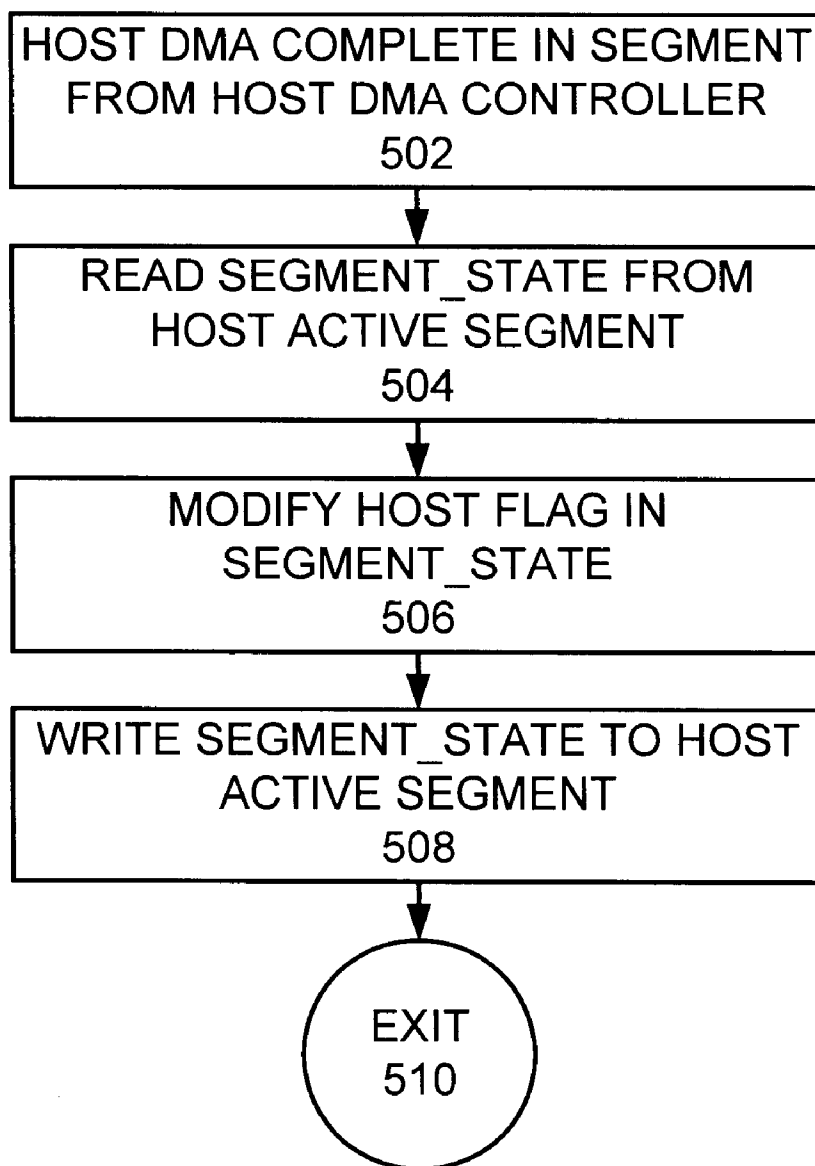 HOST DMA COMPLETE IN SEGMENT
FROM HOST DMA CONTROLLER
502
READ SEGMENT_STATE FROM
HOST ACTIVE SEGMENT
504
MODIFY HOST FLAG IN
SEGMENT_STATE
506
WRITE SEGMENT_STATE TO HOST
ACTIVE SEGMENT
508
EXIT
510